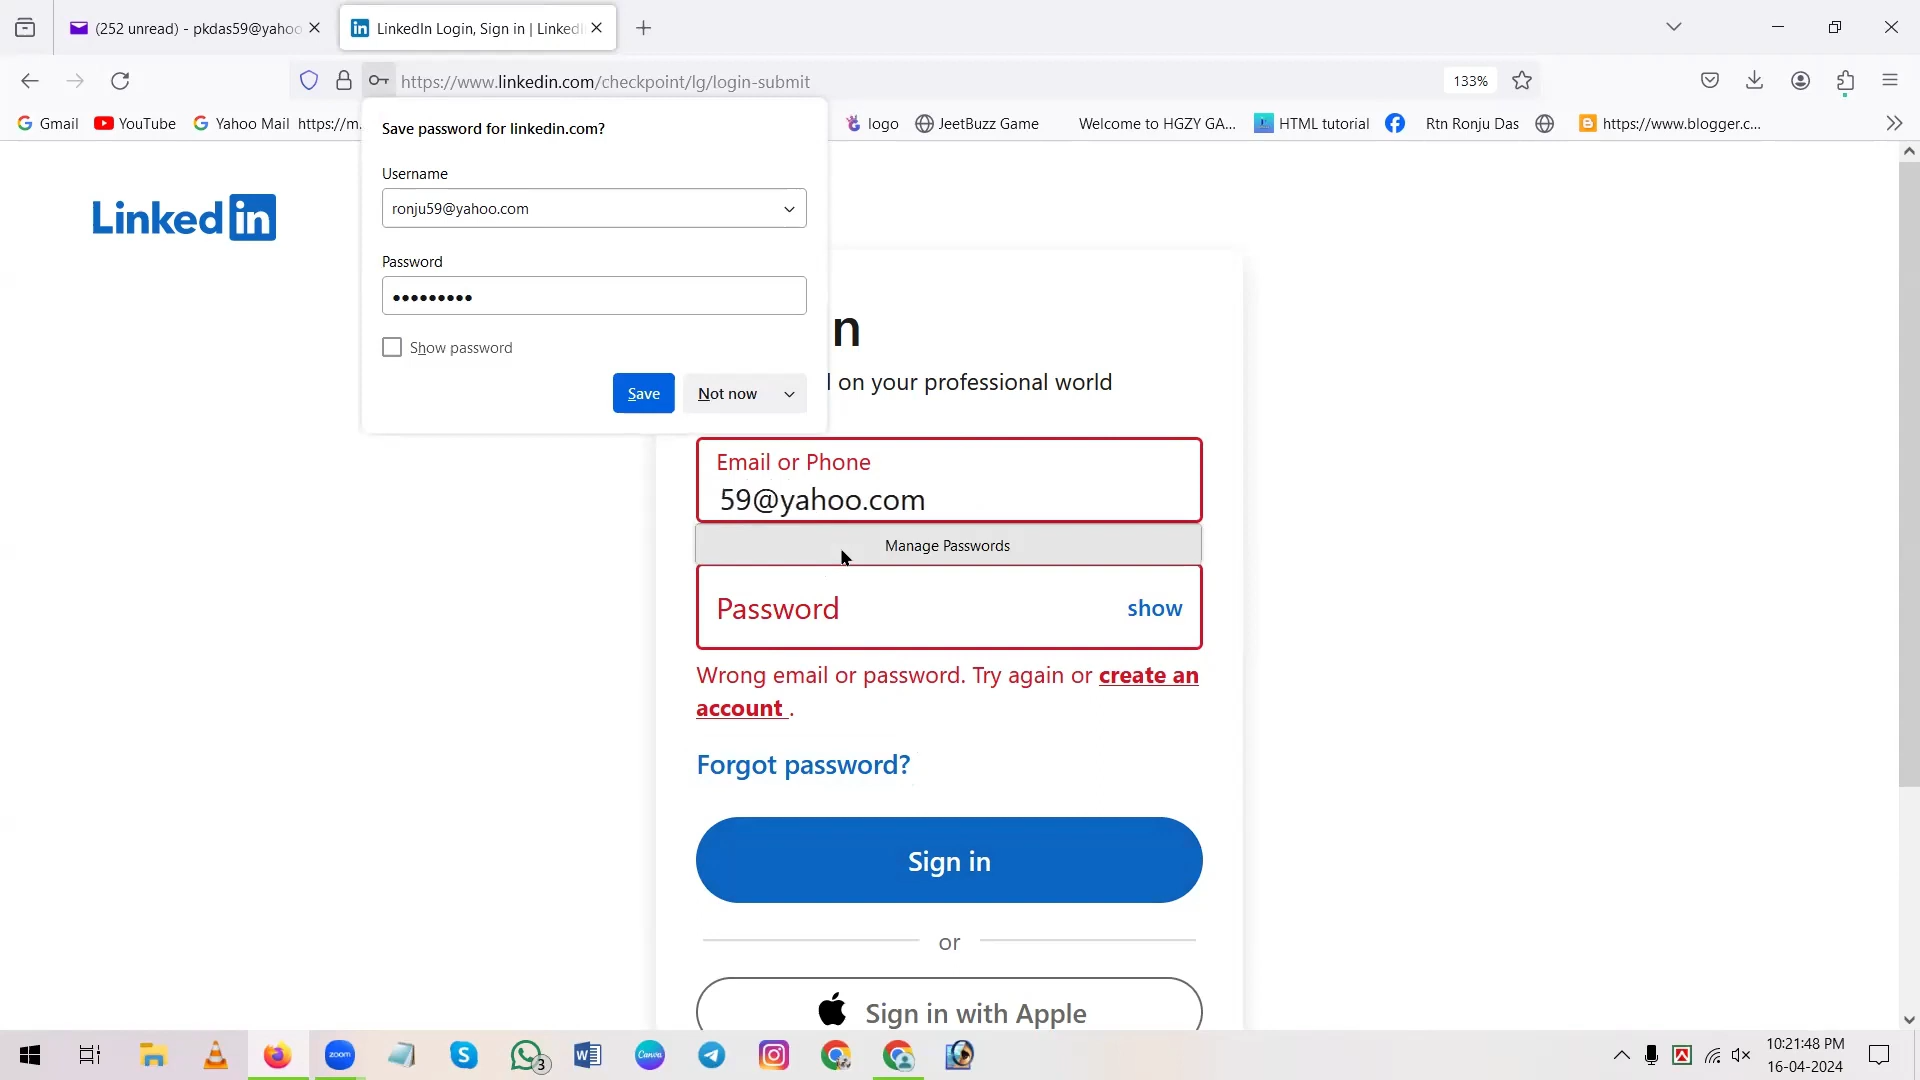 (252 unread) - pkdas59@yahoo
LinkedIn Login, Sign in | Linkedi
https://www.linkedin.com/checkpoint/lg/login-submit
133%
Gmail
YouTube
Yahoo Mail
https://m.
logo
JeetBuzz Game
Welcome to HGZY GA...
HTML tutorial
Rtn Ronju Das
https://www.blogger.c...
Save password for linkedin.com?
Username
ronju59@yahoo.com
Password
•••••••••
Show password
Save
Not now
Linked in
n
l on your professional world
Email or Phone
59@yahoo.com
Manage Passwords
Password
show
Wrong email or password. Try again or create an
account .
Forgot password?
Sign in
or
Sign in with Apple
zoom
3
Canva
10:21:48 PM
16-04-2024